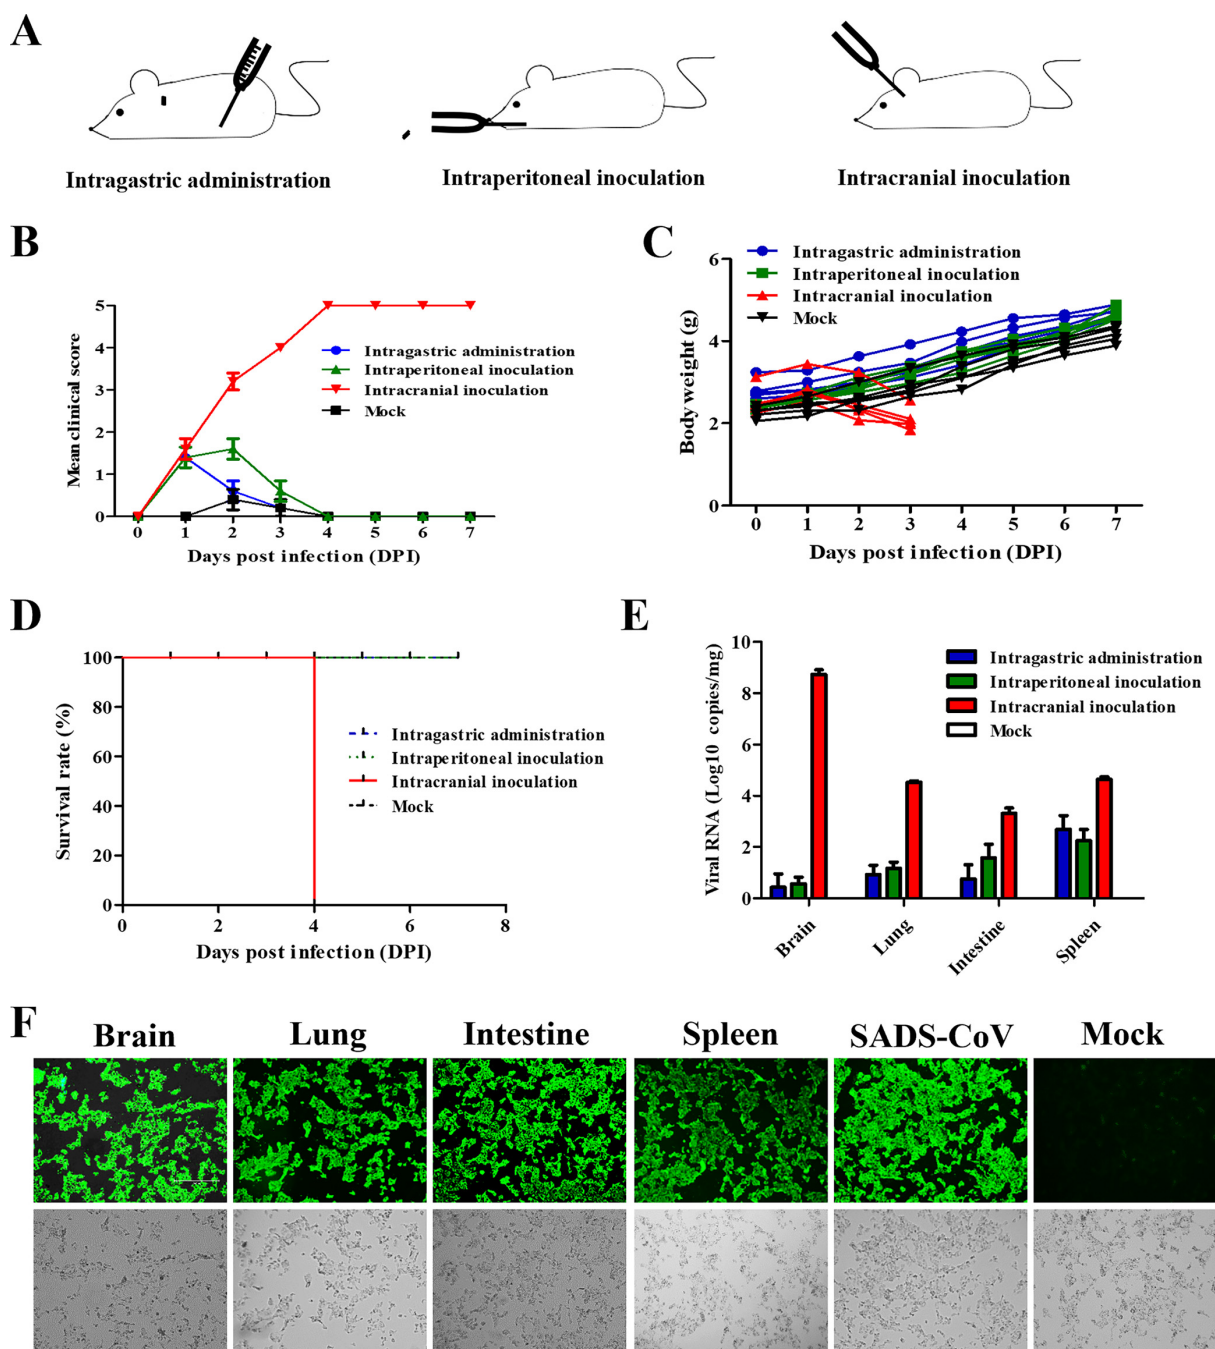 A
Intragastric administration
Intraperitoneal inoculation
Intracranial inoculation
B
Mean clinical score
5
4
3
2
1
0
Intragastric administration
Intraperitoneal inoculation
Intracranial inoculation
Mock
0 1 2 3 4 5 6 7
Days post infection (DPI)
C
Body weight (g)
6
4
2
0
Intragastric administration
Intraperitoneal inoculation
Intracranial inoculation
Mock
0 1 2 3 4 5 6 7
Days post infection (DPI)
D
Survival rate (%)
100
80
60
40
20
0
Intragastric administration
Intraperitoneal inoculation
Intracranial inoculation
Mock
0 2 4 6 8
Days post infection (DPI)
E
Viral RNA (Log10 copies/mg)
10
8
6
4
2
0
Intragastric administration
Intraperitoneal inoculation
Intracranial inoculation
Mock
Brain Lung Intestine Spleen
F
Brain Lung Intestine Spleen SADS-CoV Mock